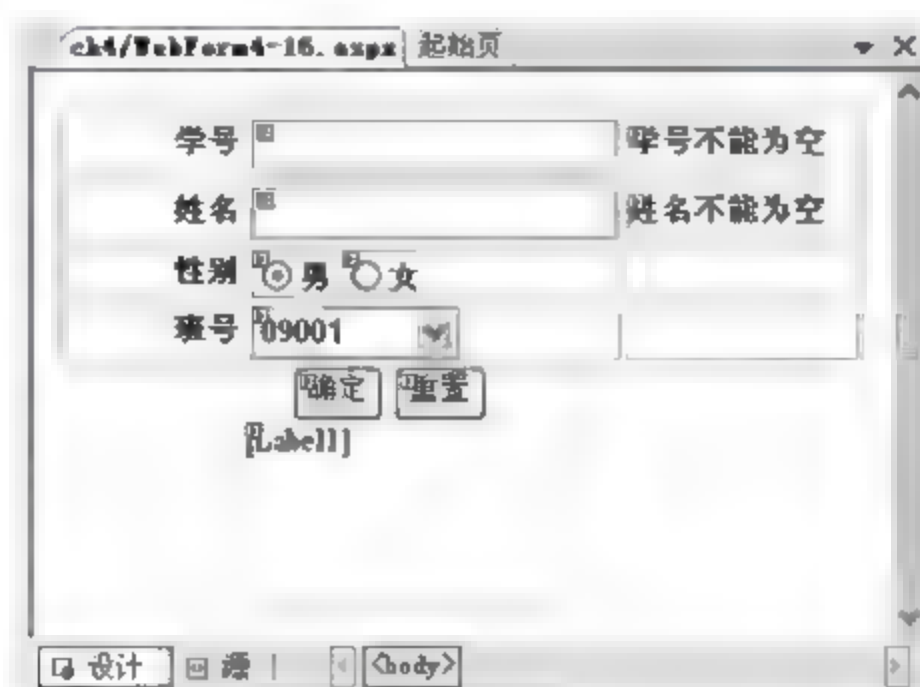 ch4/WebForm4-16.aspx 起始页
学号 学号不能为空
姓名 姓名不能为空
性别 男 女
班号 09001
确定 重置
[Label1]
设计 源 <body>